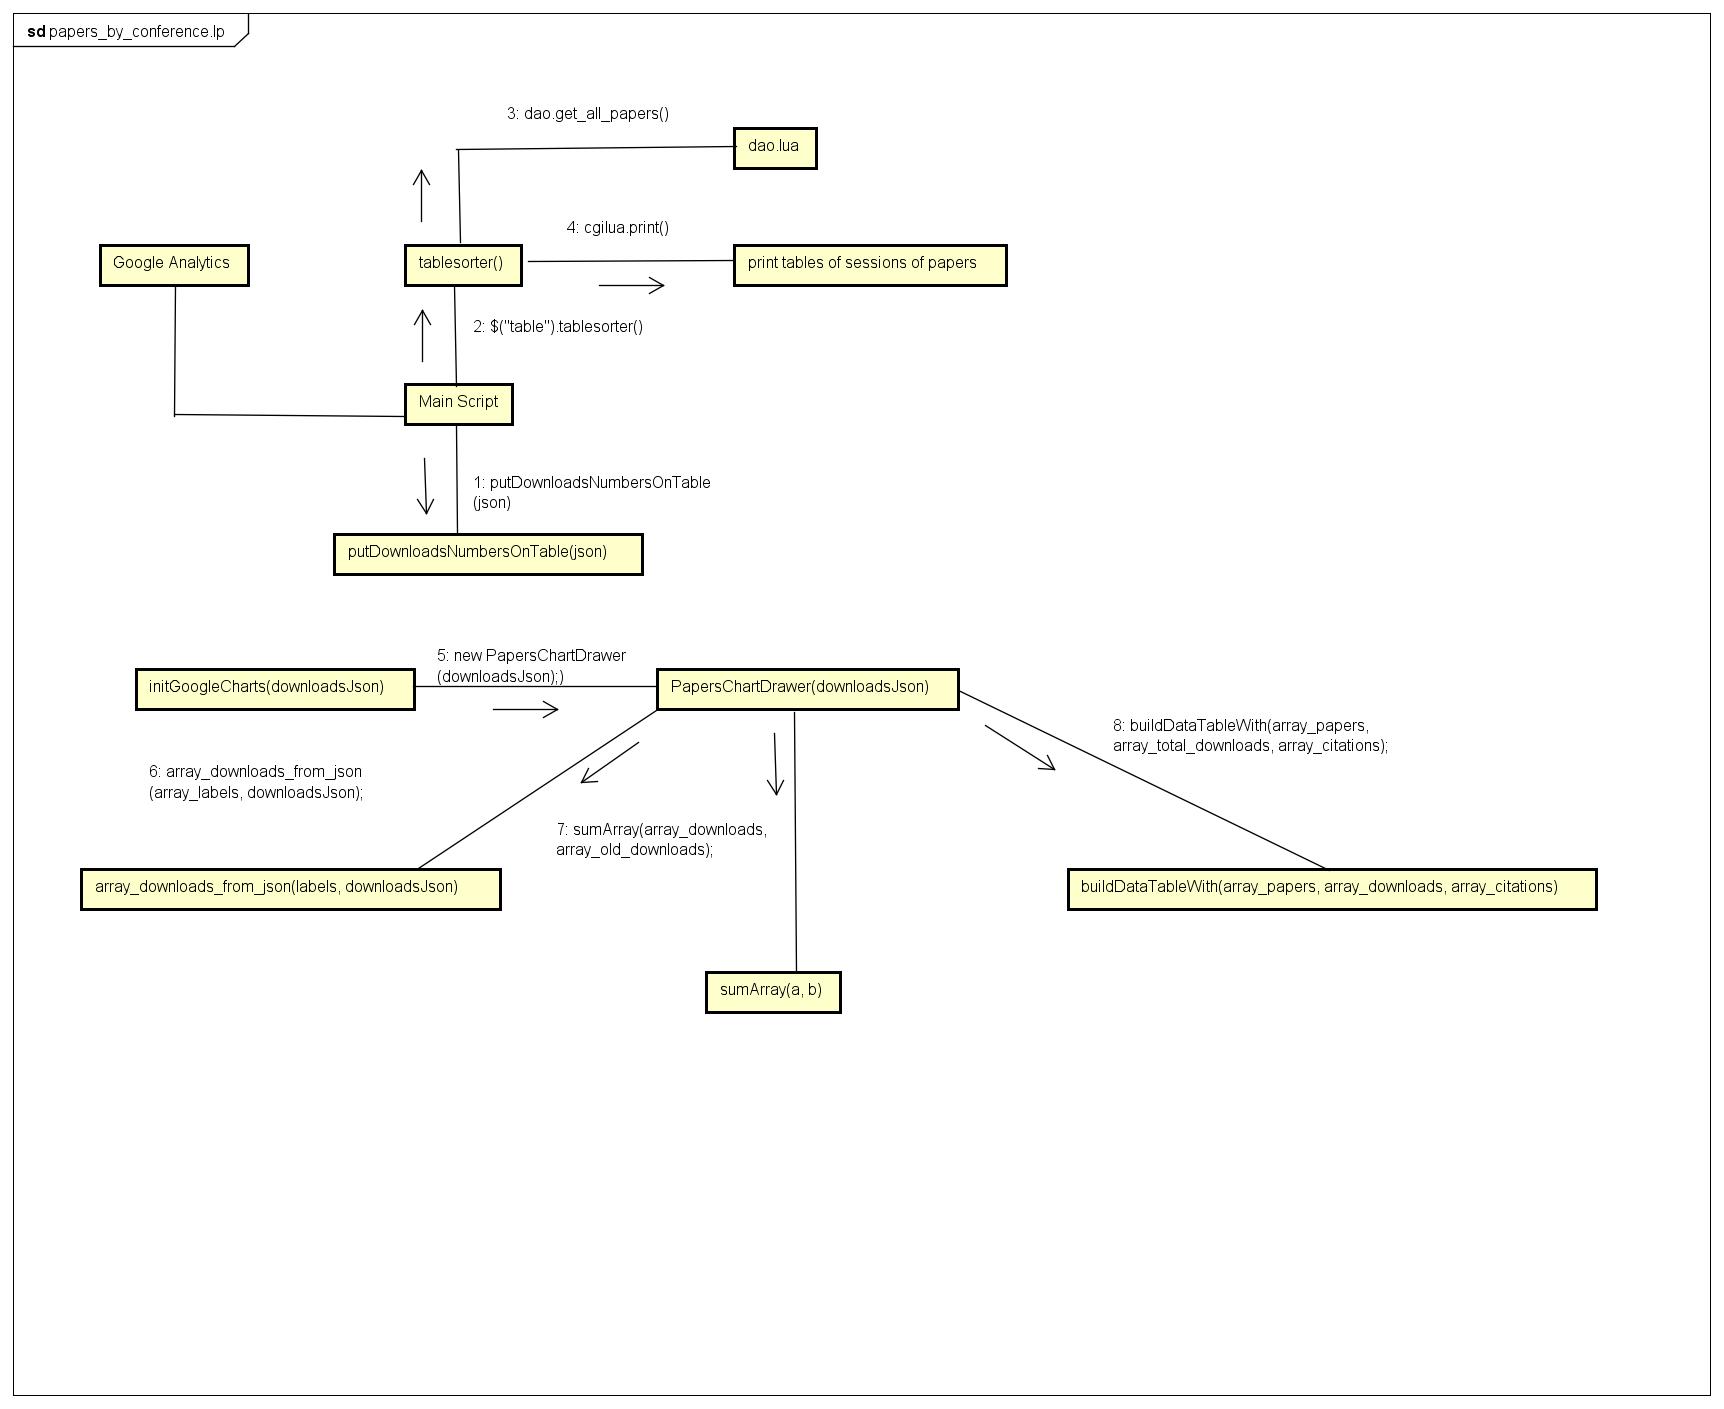 sd papers_by_conference.lp
3: dao.get_all_papers()
dao.lua
4: cgilua.print()
Google Analytics
tablesorter()
print tables of sessions of papers
2: $("table").tablesorter()
Main Script
1: putDownloadsNumbersOnTable
(json)
putDownloadsNumbersOnTable(json)
5: new PapersChartDrawer
(downloadsJson);)
initGoogleCharts(downloadsJson)
PapersChartDrawer(downloadsJson)
8: buildDataTableWith(array_papers,
array_total_downloads, array_citations);
6: array_downloads_from_json
(array_labels, downloadsJson);
7: sumArray(array_downloads,
array_old_downloads);
array_downloads_from_json(labels, downloadsJson)
buildDataTableWith(array_papers, array_downloads, array_citations)
sumArray(a, b)